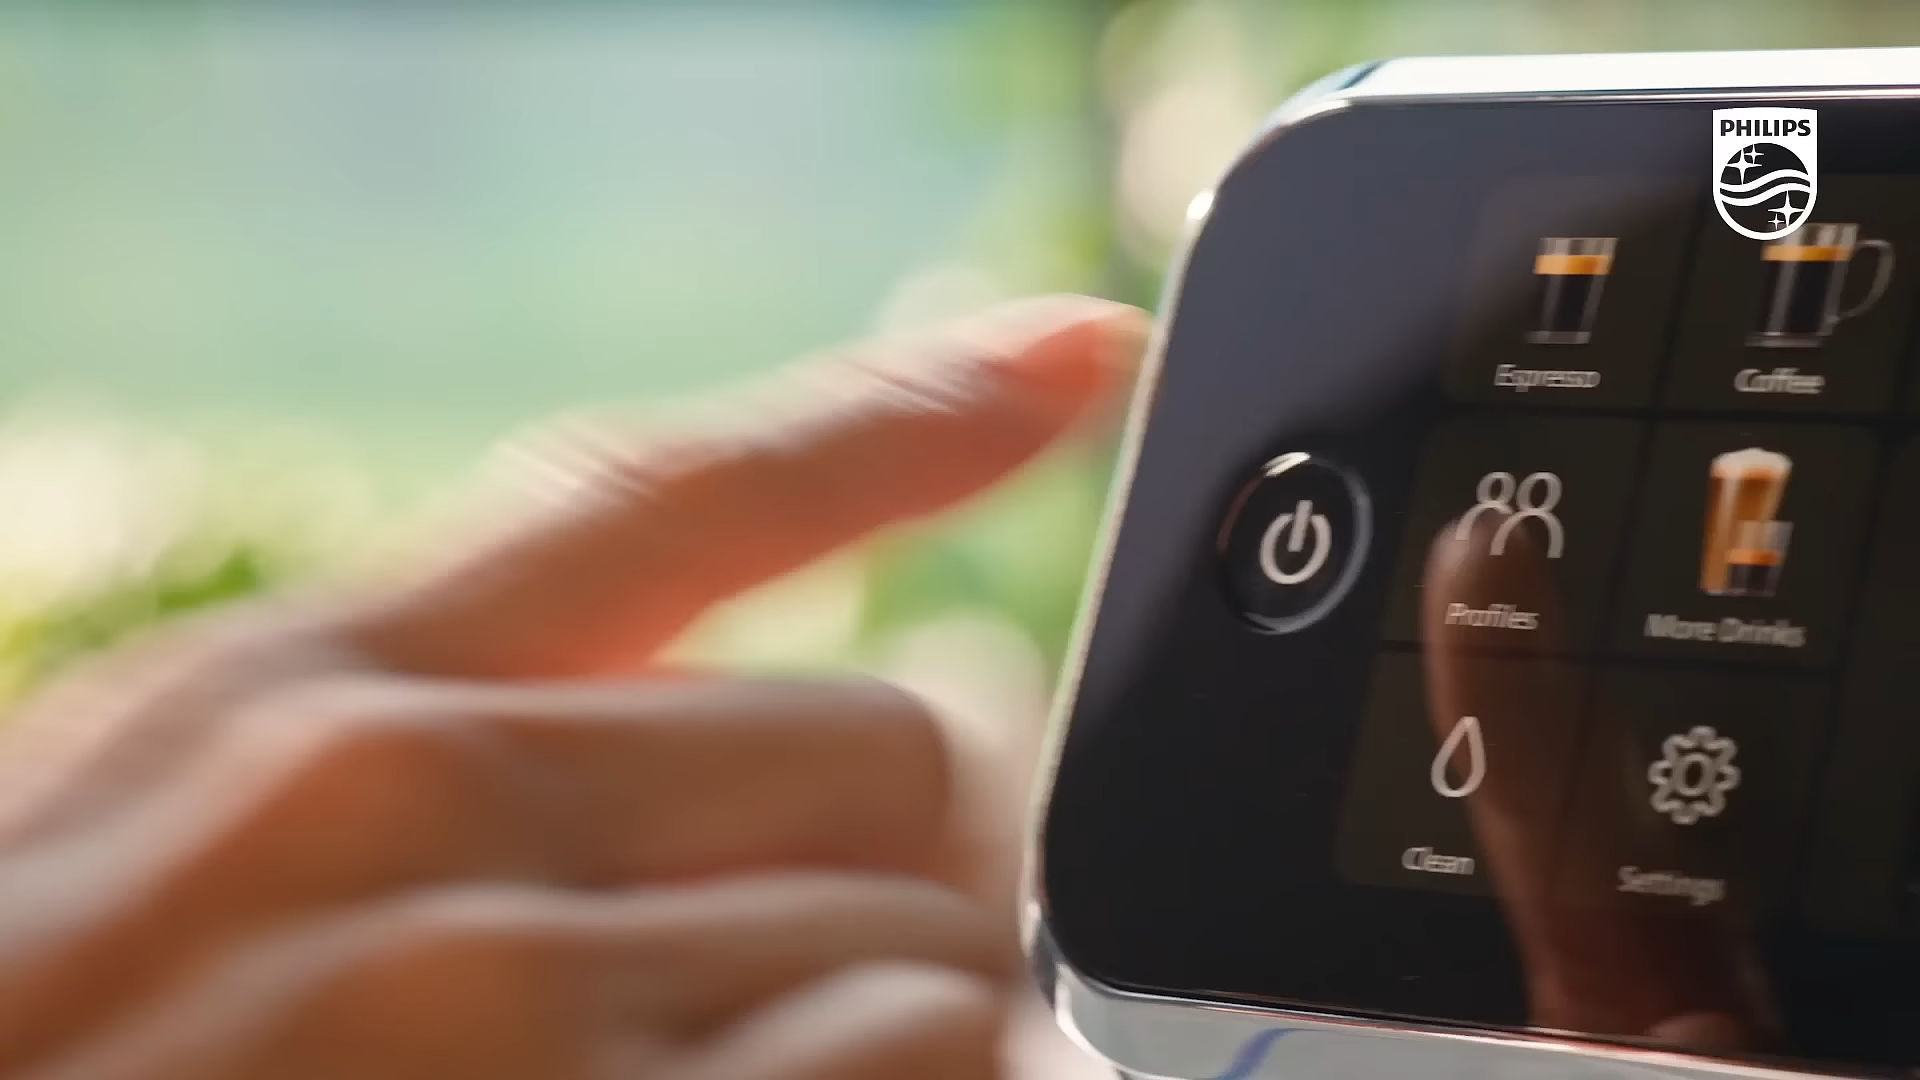 PHILIPS
Espresso
Coffee
Profiles
More Drinks
Clean
Settings